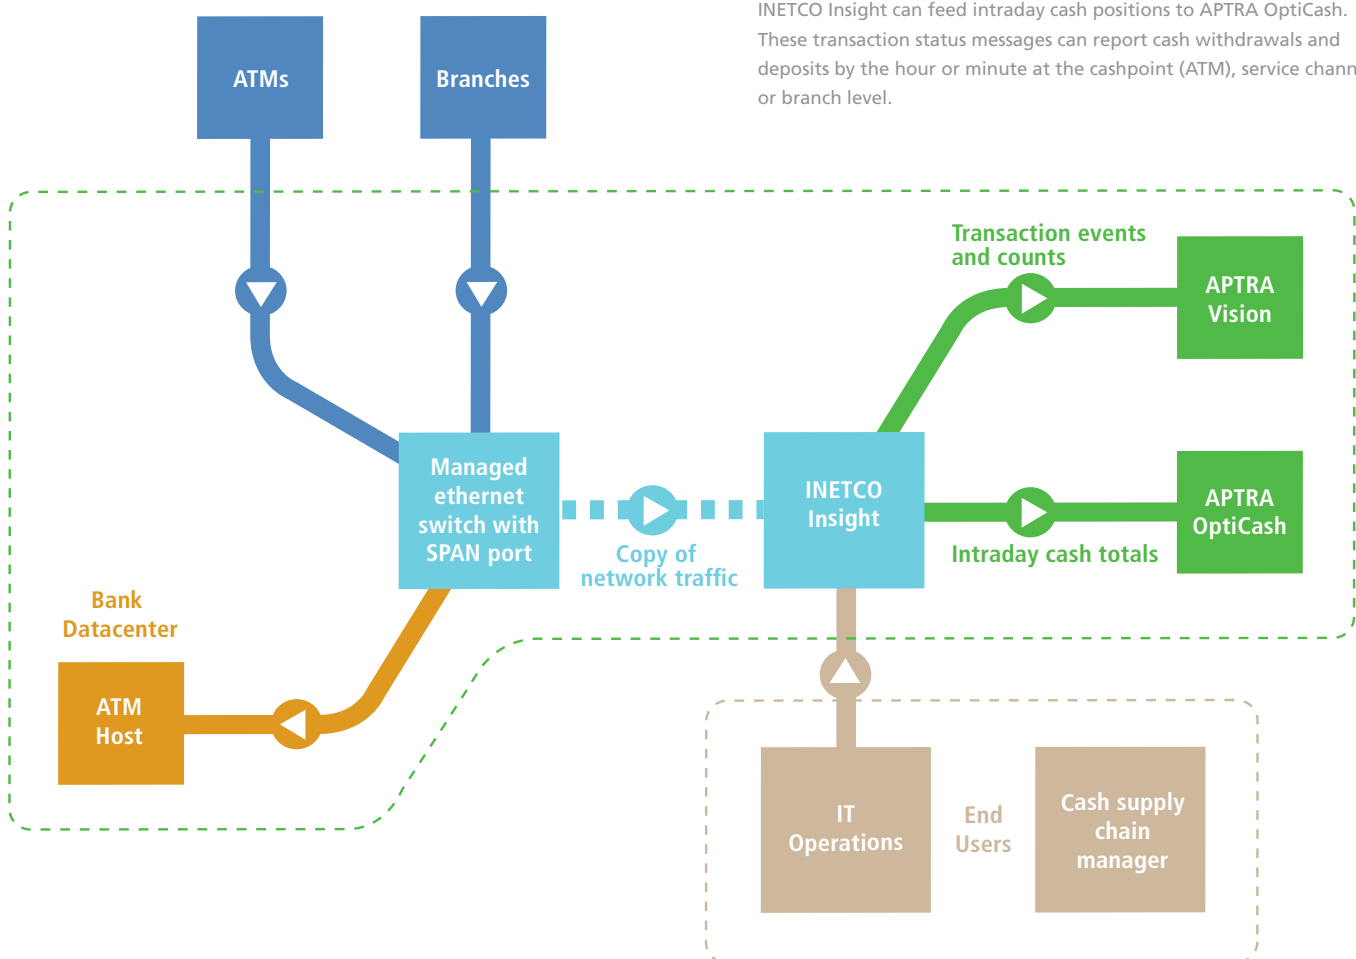 INETCO Insight can feed intraday cash positions to APTRA OptiCash.
These transaction status messages can report cash withdrawals and
deposits by the hour or minute at the cashpoint (ATM), service
or branch level.
ATMs
Branches
Transaction events
and counts
APTRA
Vision
Managed
ethernet
switch with
SPAN port
Copy of
network traffic
INETCO
Insight
Intraday cash totals
APTRA
OptiCash
Bank
Datacenter
ATM
Host
IT
Operations
End
Users
Cash supply
chain
manager